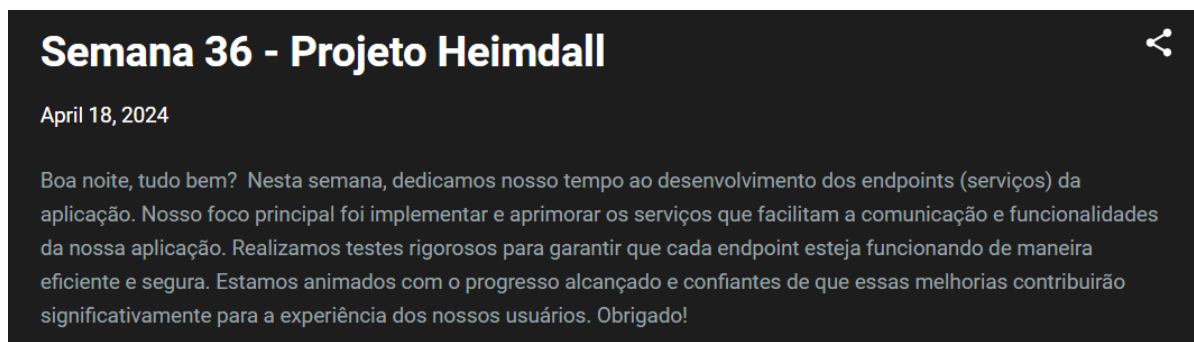 Semana 36 - Projeto Heimdall
April 18, 2024
Boa noite, tudo bem?  Nesta semana, dedicamos nosso tempo ao desenvolvimento dos endpoints (serviços) da
aplicação. Nosso foco principal foi implementar e aprimorar os serviços que facilitam a comunicação e funcionalidades
da nossa aplicação. Realizamos testes rigorosos para garantir que cada endpoint esteja funcionando de maneira
eficiente e segura. Estamos animados com o progresso alcançado e confiantes de que essas melhorias contribuirão
significativamente para a experiência dos nossos usuários. Obrigado!